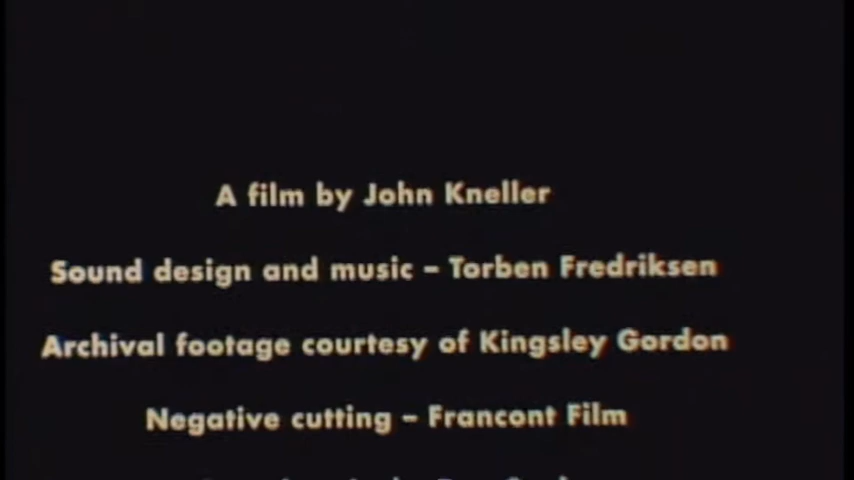 A film by John Kneller
Sound design and music – Torben Fredriksen
Archival footage courtesy of Kingsley Gordon
Negative cutting – Francont Film